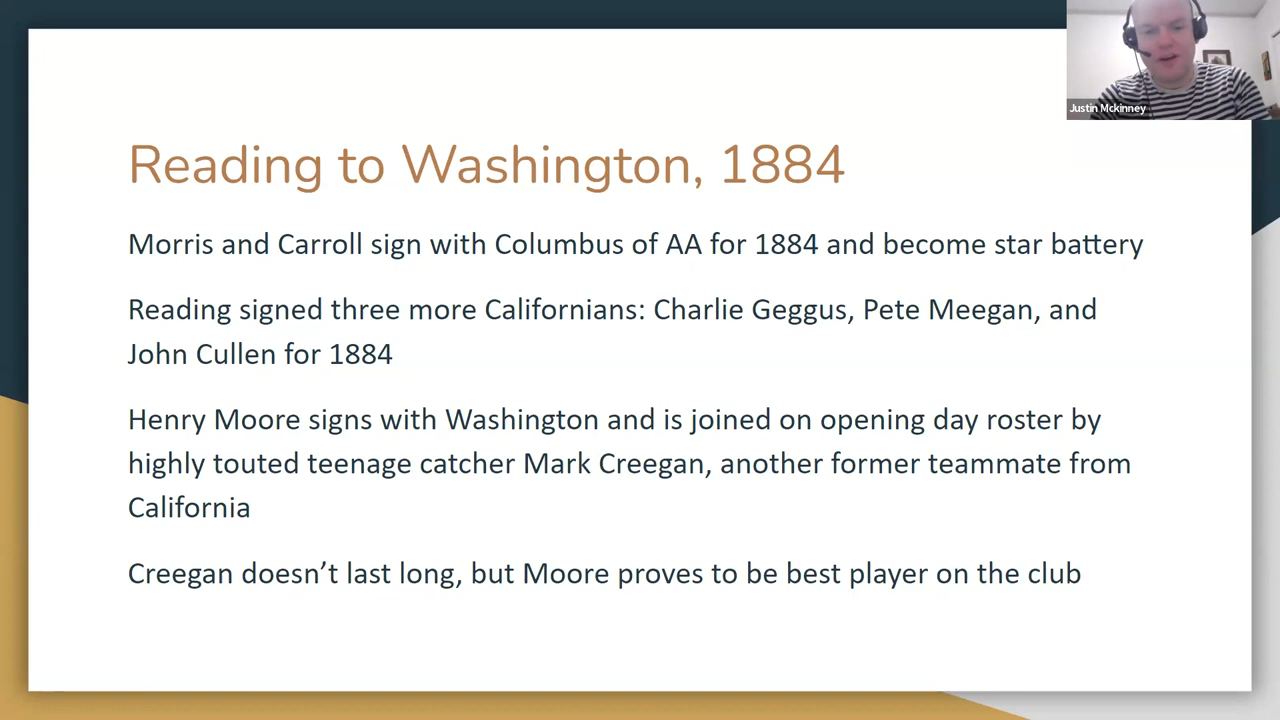 Justin Mckinney
Reading to Washington, 1884
Morris and Carroll sign with Columbus of AA for 1884 and become star battery
Reading signed three more Californians: Charlie Geggus, Pete Meegan, and
John Cullen for 1884
Henry Moore signs with Washington and is joined on opening day roster by
highly touted teenage catcher Mark Creegan, another former teammate from
California
Creegan doesn’t last long, but Moore proves to be best player on the club